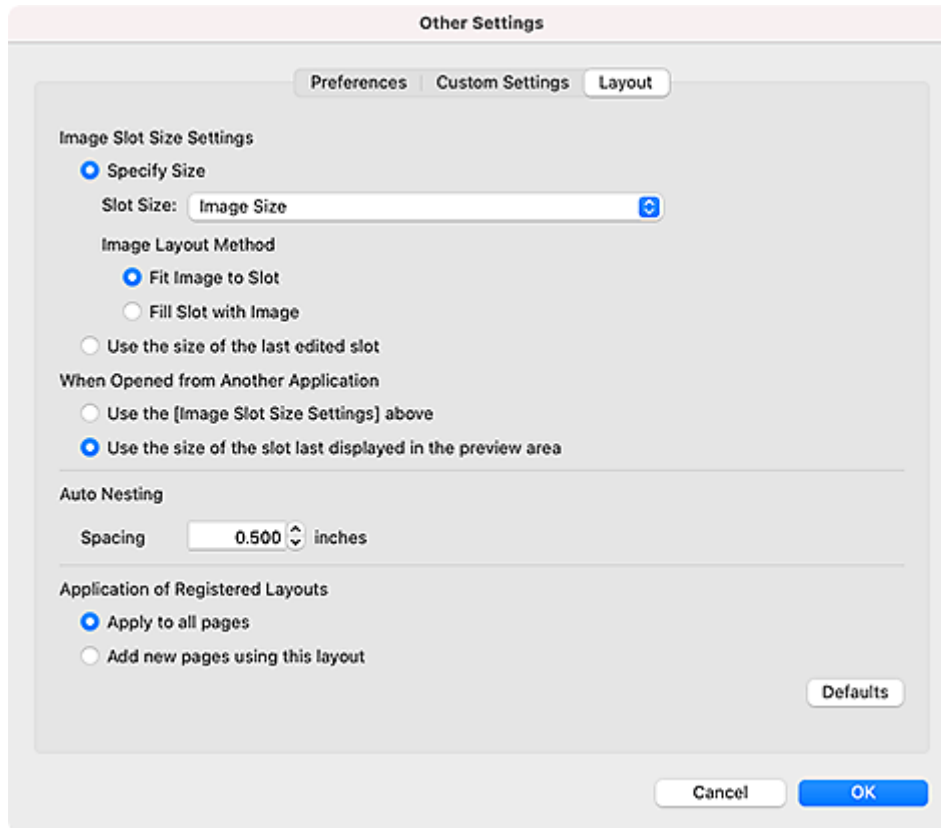 Other Settings
Preferences Custom Settings Layout
Image Slot Size Settings
Specify Size
Slot Size: Image Size
Image Layout Method
Fit Image to Slot
Fill Slot with Image
Use the size of the last edited slot
When Opened from Another Application
Use the [Image Slot Size Settings] above
Use the size of the slot last displayed in the preview area
Auto Nesting
Spacing 0.500 inches
Application of Registered Layouts
Apply to all pages
Add new pages using this layout
Defaults
Cancel OK